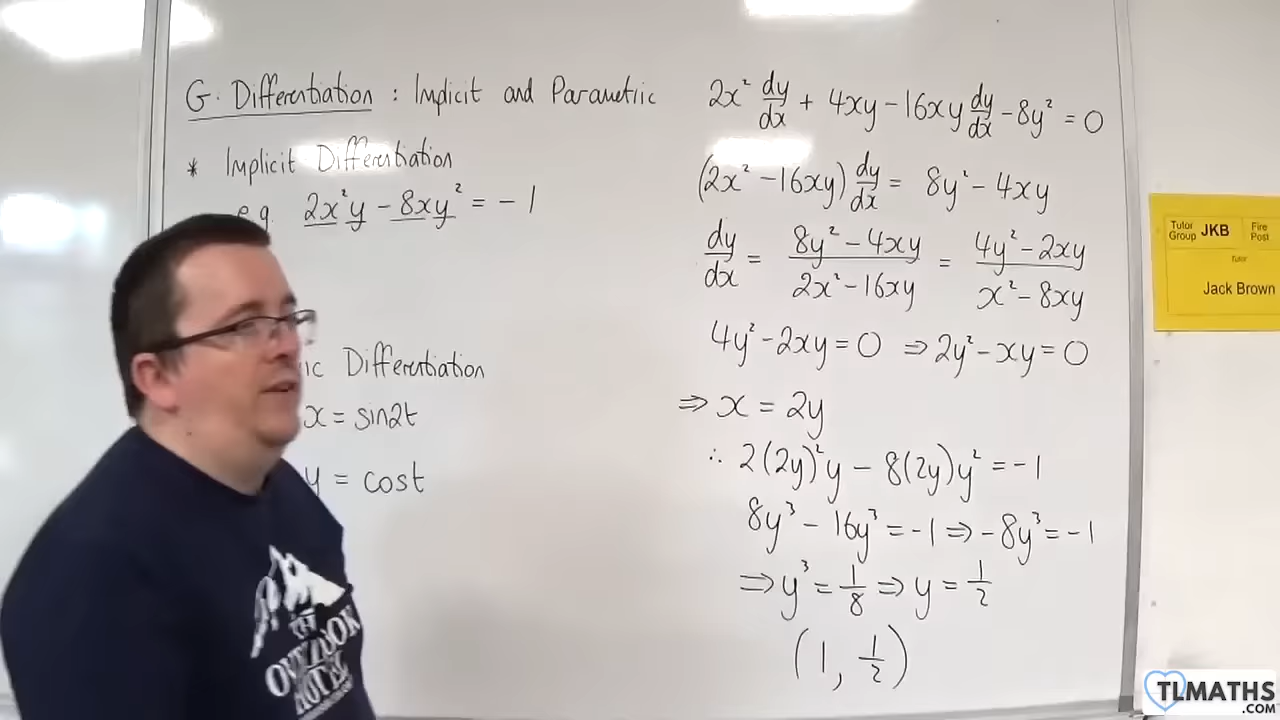 G. Differentiation : Implicit and Parametric
* Implicit Differentiation
e.g. 2x²y - 8xy² = -1
ic Differentiation
x = sin2t
y = cost
2x² dy/dx + 4xy - 16xy dy/dx - 8y² = 0
(2x² - 16xy) dy/dx = 8y² - 4xy
dy/dx = (8y² - 4xy)/(2x² - 16xy) = (4y² - 2xy)/(x² - 8xy)
4y² - 2xy = 0 ⇒ 2y² - xy = 0
⇒ x = 2y
∴ 2(2y)²y - 8(2y)y² = -1
8y³ - 16y³ = -1 ⇒ -8y³ = -1
⇒ y³ = 1/8 ⇒ y = 1/2
(1, 1/2)
Tutor Group JKB Fire Post
Tutor
Jack Brown
OUTLOOK
TLMATHS
.COM